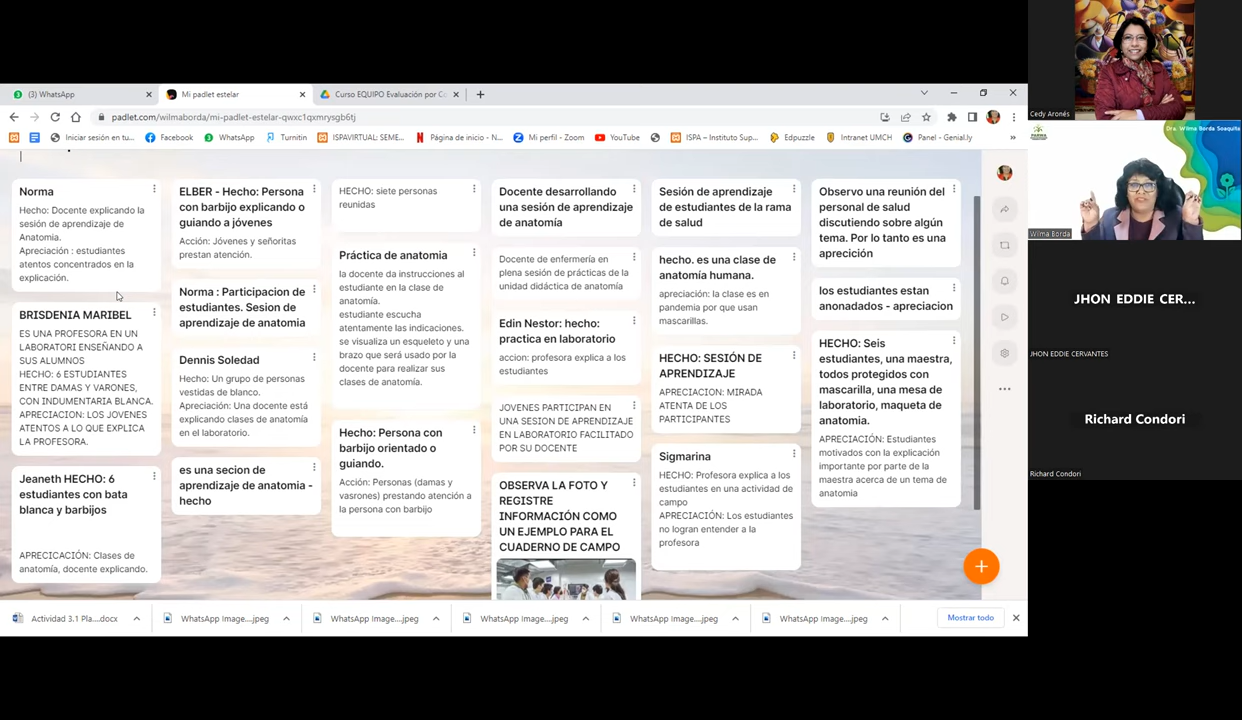 (3) WhatsApp
Mi padlet estelar
Curso EQUIPO Evaluación por Co
padlet.com/wilmaborda/mi-padlet-estelar-qwxc1qxmrysgb6tj
Iniciar sesión en tu...
Facebook
WhatsApp
Turnitin
ISPAVIRTUAL: SEME...
Página de inicio - N...
Mi perfil - Zoom
YouTube
ISPA – Instituto Sup...
Edpuzzle
Intranet UMCH
Panel - Genial.ly
»
Norma
Hecho: Docente explicando la
sesión de aprendizaje de
Anatomia.
Apreciación : estudiantes
atentos concentrados en la
explicación.
BRISDENIA MARIBEL
ES UNA PROFESORA EN UN
LABORATORI ENSEÑANDO A
SUS ALUMNOS
HECHO: 6 ESTUDIANTES
ENTRE DAMAS Y VARONES,
CON INDUMENTARIA BLANCA.
APRECIACION: LOS JOVENES
ATENTOS A LO QUE EXPLICA
LA PROFESORA.
Jeaneth HECHO: 6
estudiantes con bata
blanca y barbijos
APRECICACIÓN: Clases de
anatomía, docente explicando.
ELBER - Hecho: Persona
con barbijo explicando o
guiando a jóvenes
Acción: Jóvenes y señoritas
prestan atención.
Norma : Participacion de
estudiantes. Sesion de
aprendizaje de anatomia
Dennis Soledad
Hecho: Un grupo de personas
vestidas de blanco.
Apreciación: Una docente está
explicando clases de anatomía
en el laboratorio.
es una secion de
aprendizaje de anatomia -
hecho
HECHO: siete personas
reunidas
Práctica de anatomia
la docente da instrucciones al
estudiante en la clase de
anatomía.
estudiante escucha
atentamente las indicaciones.
se visualiza un esqueleto y una
brazo que será usado por la
docente para realizar sus
clases de anatomía.
Hecho: Persona con
barbijo orientado o
guiando.
Acción: Personas (damas y
vasrones) prestando atención a
la persona con barbijo
Docente desarrollando
una sesión de aprendizaje
de anatomía
Docente de enfermería en
plena sesión de prácticas de la
unidad didáctica de anatomía
Edin Nestor: hecho:
practica en laboratorio
accion: profesora explica a los
estudiantes
JOVENES PARTICIPAN EN
UNA SESION DE APRENDIZAJE
EN LABORATORIO FACILITADO
POR SU DOCENTE
OBSERVA LA FOTO Y
REGISTRE
INFORMACIÓN COMO
UN EJEMPLO PARA EL
CUADERNO DE CAMPO
Sesión de aprendizaje
de estudiantes de la rama
de salud
hecho. es una clase de
anatomía humana.
apreciación: la clase es en
pandemia por que usan
mascarillas.
HECHO: SESIÓN DE
APRENDIZAJE
APRECIACION: MIRADA
ATENTA DE LOS
PARTICIPANTES
Sigmarina
HECHO: Profesora explica a los
estudiantes en una actividad de
campo
APRECIACIÓN: Los estudiantes
no logran entender a la
profesora
Observo una reunión del
personal de salud
discutiendo sobre algún
tema. Por lo tanto es una
aprecición
los estudiantes estan
anonadados - apreciacion
HECHO: Seis
estudiantes, una maestra,
todos protegidos con
mascarilla, una mesa de
laboratorio, maqueta de
anatomia.
APRECIACIÓN: Estudiantes
motivados con la explicación
importante por parte de la
maestra acerca de un tema de
anatomia
Actividad 3.1 Pla....docx
WhatsApp Image....jpeg
WhatsApp Image....jpeg
WhatsApp Image....jpeg
WhatsApp Image....jpeg
WhatsApp Image....jpeg
Mostrar todo
Cedy Aronés
Dra. Wilma Borda Soaquita
Wilma Borda
JHON EDDIE CER...
JHON EDDIE CERVANTES
Richard Condori
Richard Condori